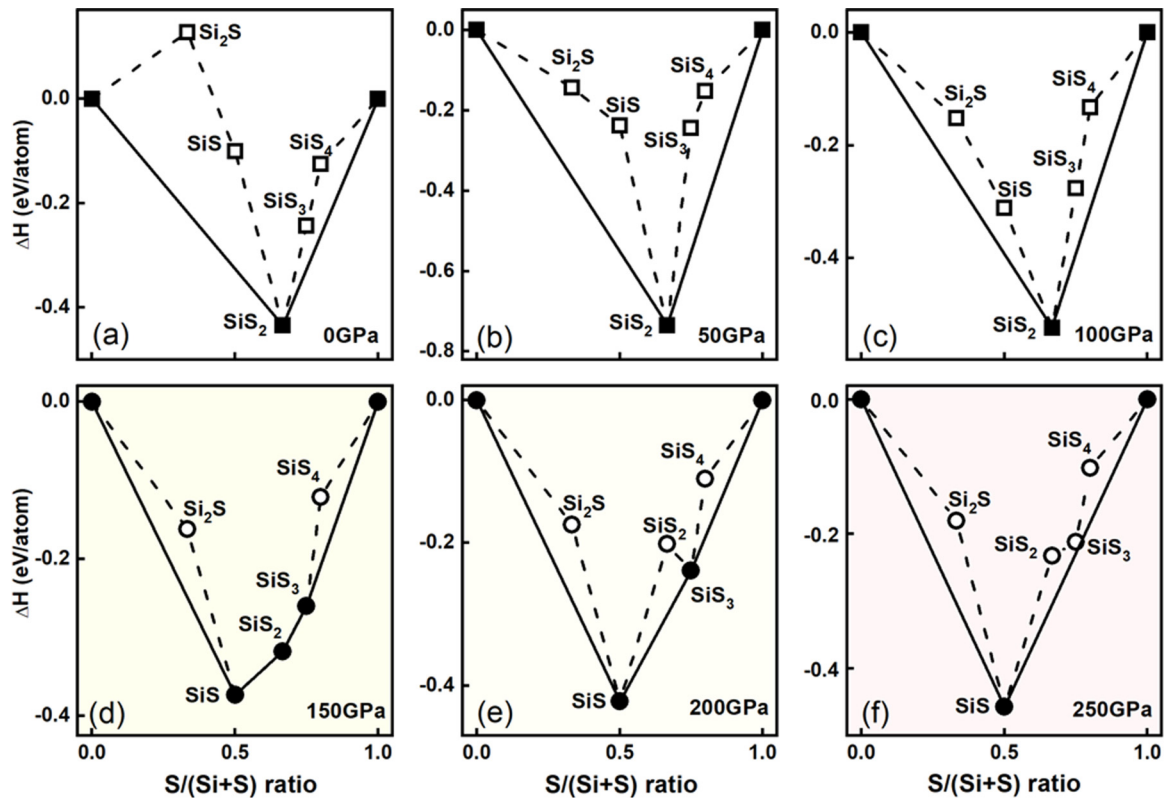 Si₂S
0.0
SiS
SiS₄
SiS₃
-0.2
-0.4
SiS₂
(a)
0GPa
ΔH (eV/atom)
0.0
Si₂S
SiS₄
SiS
-0.2
SiS₃
-0.4
-0.6
SiS₂
(b)
50GPa
-0.8
0.0
Si₂S
SiS₄
-0.2
SiS₃
SiS
-0.4
SiS₂
(c)
100GPa
0.0
SiS₄
Si₂S
-0.2
SiS₃
SiS₂
SiS
-0.4
(d)
150GPa
ΔH (eV/atom)
0.0 0.5 1.0
S/(Si+S) ratio
0.0
SiS₄
Si₂S
SiS₂
-0.2
SiS₃
-0.4
SiS
(e)
200GPa
0.0 0.5 1.0
S/(Si+S) ratio
0.0
SiS₄
Si₂S
-0.2
SiS₂
SiS₃
-0.4
SiS
(f)
250GPa
0.0 0.5 1.0
S/(Si+S) ratio